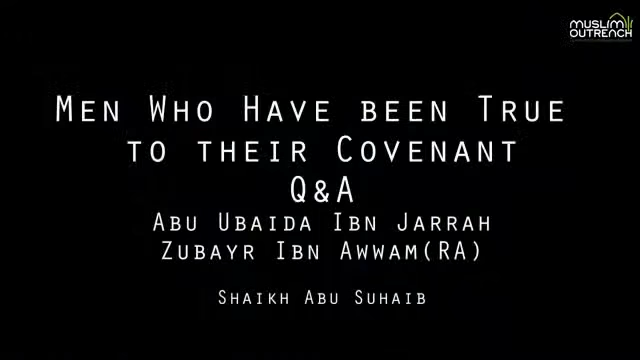 MUSLIM
OUTREACH
MEN WHO HAVE BEEN TRUE
TO THEIR COVENANT
Q&A
ABU UBAIDA IBN JARRAH
ZUBAYR IBN AWWAM(RA)
SHAIKH ABU SUHAIB